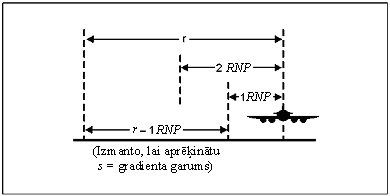 r
2 RNP
1RNP
r – 1RNP
(Izmanto, lai aprēķinātu
s = gradienta garums)